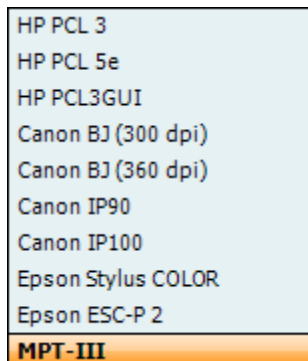 HP PCL 3
HP PCL 5e
HP PCL3GUI
Canon BJ (300 dpi)
Canon BJ (360 dpi)
Canon IP90
Canon IP100
Epson Stylus COLOR
Epson ESC-P 2
MPT-III